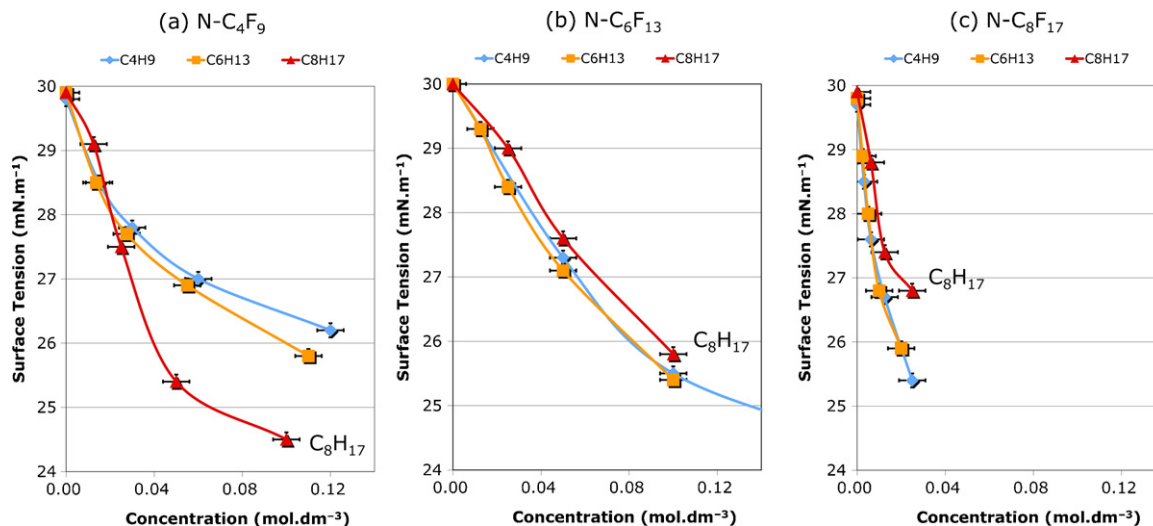 (a) N-C₄F₉
C4H9 C6H13 C8H17
30
29
28
27
26
25
24
Surface Tension (mN.m⁻¹)
C₈H₁₇
0.00 0.04 0.08 0.12
Concentration (mol.dm⁻³)
(b) N-C₆F₁₃
C4H9 C6H13 C8H17
30
29
28
27
26
25
24
Surface Tension (mN.m⁻¹)
C₈H₁₇
0.00 0.04 0.08 0.12
Concentration (mol.dm⁻³)
(c) N-C₈F₁₇
C4H9 C6H13 C8H17
30
29
28
27
26
25
24
Surface Tension (mN.m⁻¹)
C₈H₁₇
0.00 0.04 0.08 0.12
Concentration (mol.dm⁻³)